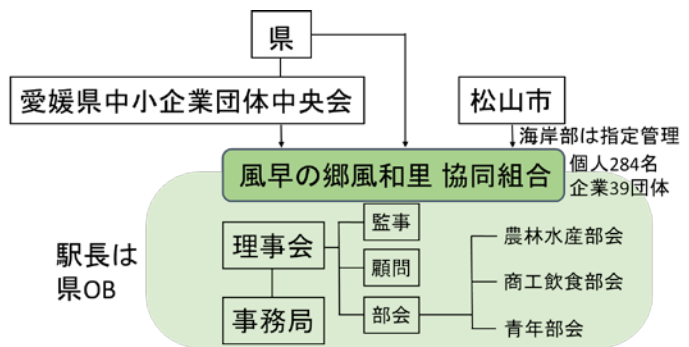 県
愛媛県中小企業団体中央会
松山市
海岸部は指定管理
風早の郷風和里 協同組合
個人284名
企業39団体
駅長は
県OB
理事会
監事
顧問
部会
事務局
農林水産部会
商工飲食部会
青年部会